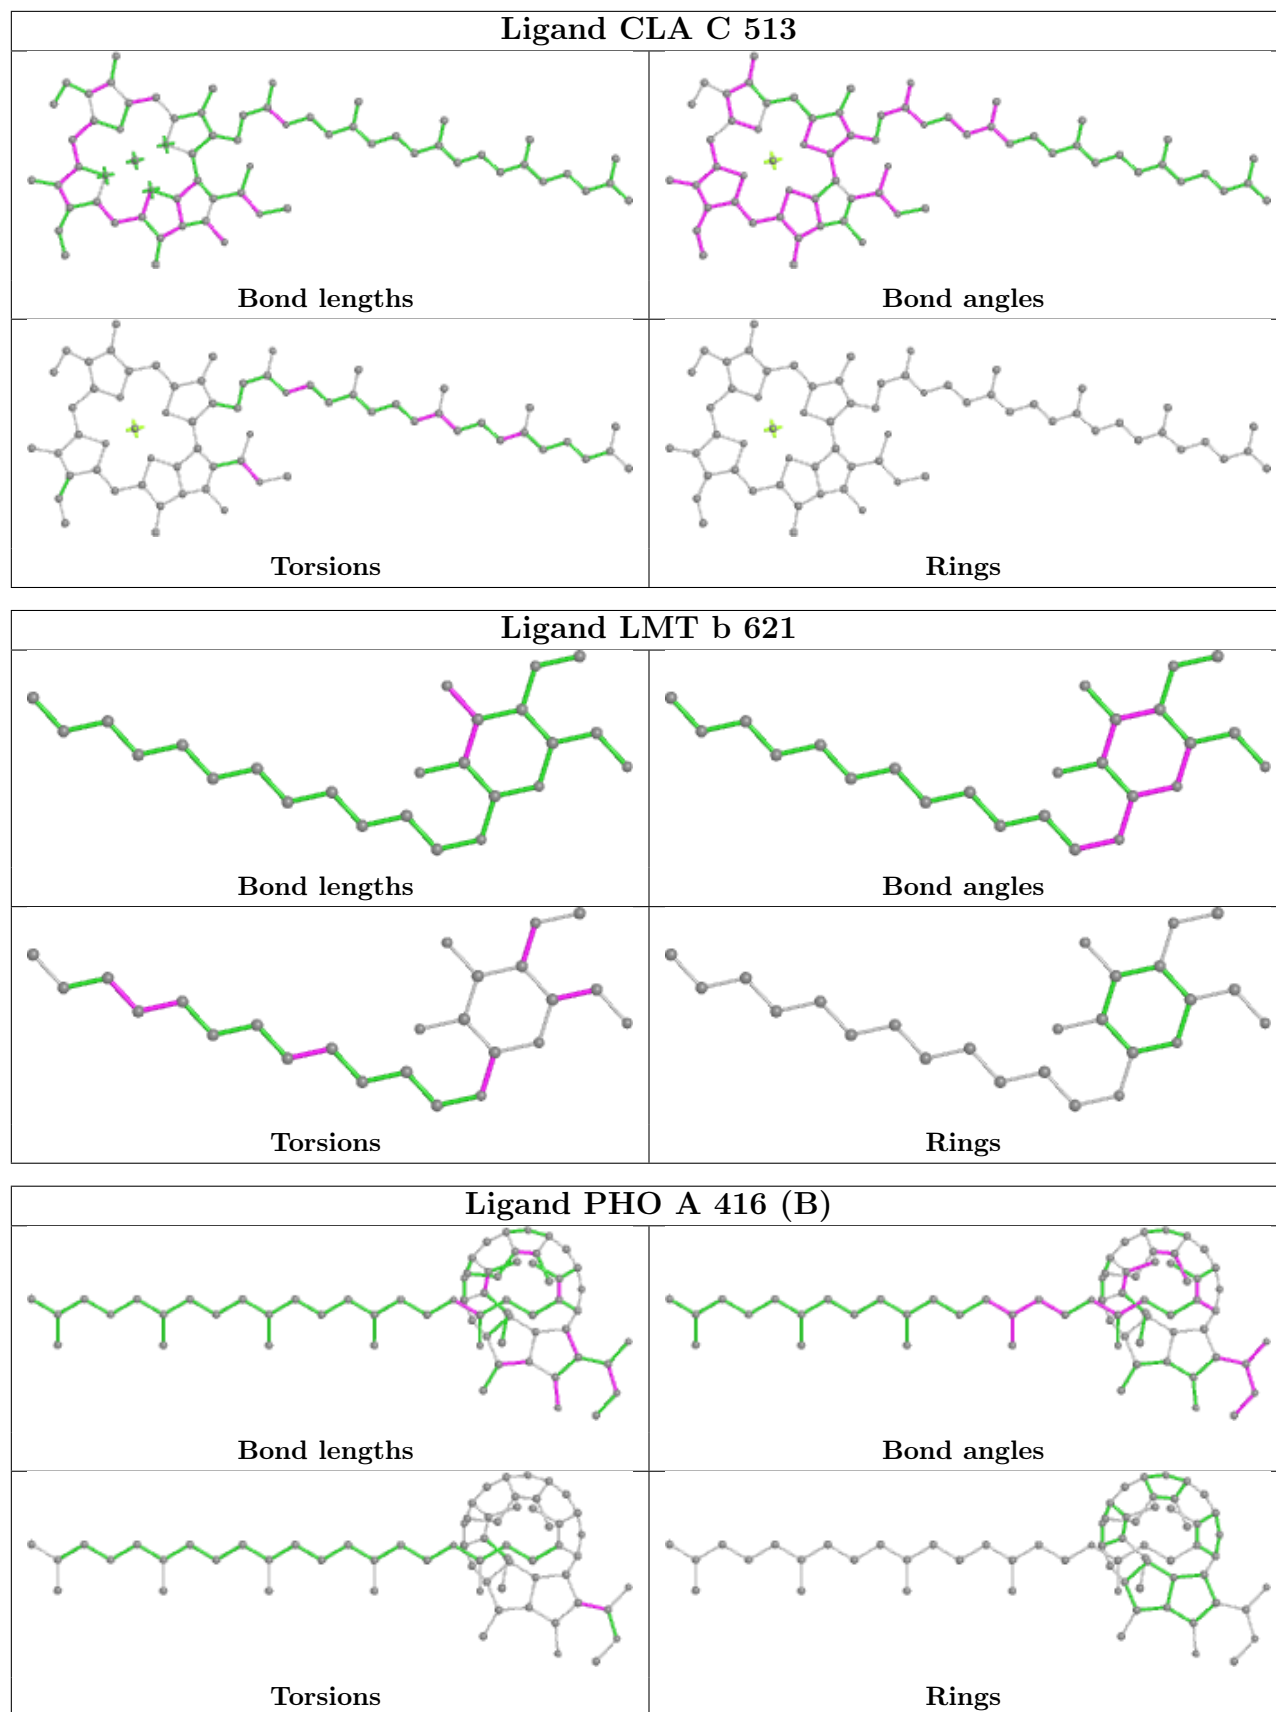 Ligand CLA C 513
Bond lengths
Bond angles
Torsions
Rings
Ligand LMT b 621
Bond lengths
Bond angles
Torsions
Rings
Ligand PHO A 416 (B)
Bond lengths
Bond angles
Torsions
Rings